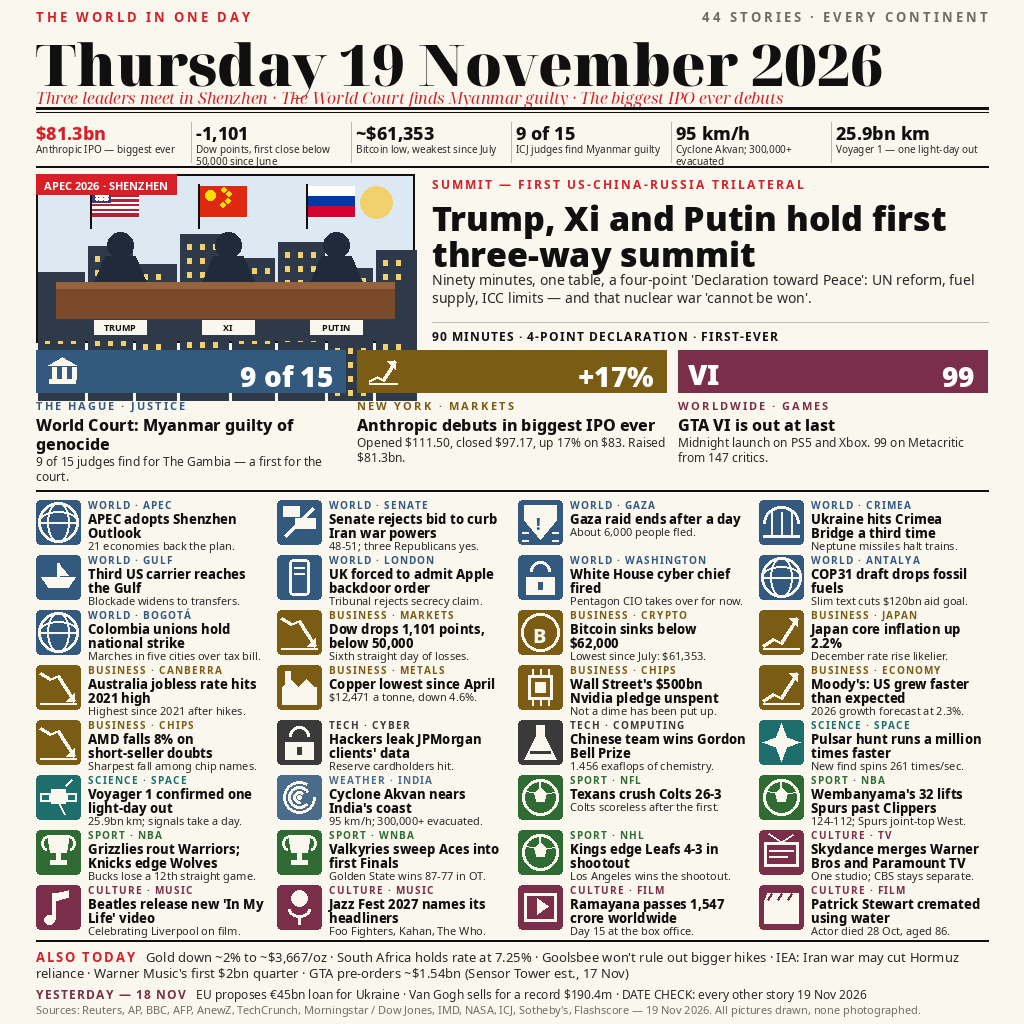 THE WORLD IN ONE DAY
44 STORIES · EVERY CONTINENT
Thursday 19 November 2026
Three leaders meet in Shenzhen · The World Court finds Myanmar guilty · The biggest IPO ever debuts
$81.3bn
Anthropic IPO — biggest ever
-1,101
Dow points, first close below
50,000 since June
~$61,353
Bitcoin low, weakest since July
9 of 15
ICJ judges find Myanmar guilty
95 km/h
Cyclone Akvan; 300,000+
evacuated
25.9bn km
Voyager 1 — one light-day out
APEC 2026 · SHENZHEN
TRUMP
XI
PUTIN
SUMMIT — FIRST US-CHINA-RUSSIA TRILATERAL
Trump, Xi and Putin hold first
three-way summit
Ninety minutes, one table, a four-point 'Declaration toward Peace': UN reform, fuel
supply, ICC limits — and that nuclear war 'cannot be won'.
90 MINUTES · 4-POINT DECLARATION · FIRST-EVER
9 of 15
THE HAGUE · JUSTICE
World Court: Myanmar guilty of
genocide
9 of 15 judges find for The Gambia — a first for the
court.
+17%
NEW YORK · MARKETS
Anthropic debuts in biggest IPO ever
Opened $111.50, closed $97.17, up 17% on $83. Raised
$81.3bn.
VI
99
WORLDWIDE · GAMES
GTA VI is out at last
Midnight launch on PS5 and Xbox. 99 on Metacritic
from 147 critics.
WORLD · APEC
APEC adopts Shenzhen
Outlook
21 economies back the plan.
WORLD · SENATE
Senate rejects bid to curb
Iran war powers
48-51; three Republicans yes.
!
WORLD · GAZA
Gaza raid ends after a day
About 6,000 people fled.
WORLD · CRIMEA
Ukraine hits Crimea
Bridge a third time
Neptune missiles halt trains.
WORLD · GULF
Third US carrier reaches
the Gulf
Blockade widens to transfers.
WORLD · LONDON
UK forced to admit Apple
backdoor order
Tribunal rejects secrecy claim.
WORLD · WASHINGTON
White House cyber chief
fired
Pentagon CIO takes over for now.
WORLD · ANTALYA
COP31 draft drops fossil
fuels
Slim text cuts $120bn aid goal.
WORLD · BOGOTÁ
Colombia unions hold
national strike
Marches in five cities over tax bill.
BUSINESS · MARKETS
Dow drops 1,101 points,
below 50,000
Sixth straight day of losses.
B
BUSINESS · CRYPTO
Bitcoin sinks below
$62,000
Lowest since July: $61,353.
BUSINESS · JAPAN
Japan core inflation up
2.2%
December rate rise likelier.
BUSINESS · CANBERRA
Australia jobless rate hits
2021 high
Highest since 2021 after hikes.
BUSINESS · METALS
Copper lowest since April
$12,471 a tonne, down 4.6%.
BUSINESS · CHIPS
Wall Street's $500bn
Nvidia pledge unspent
Not a dime has been put up.
BUSINESS · ECONOMY
Moody's: US grew faster
than expected
2026 growth forecast at 2.3%.
BUSINESS · CHIPS
AMD falls 8% on
short-seller doubts
Sharpest fall among chip names.
TECH · CYBER
Hackers leak JPMorgan
clients' data
Reserve cardholders hit.
TECH · COMPUTING
Chinese team wins Gordon
Bell Prize
1.456 exaflops of chemistry.
SCIENCE · SPACE
Pulsar hunt runs a million
times faster
New find spins 261 times/sec.
SCIENCE · SPACE
Voyager 1 confirmed one
light-day out
25.9bn km; signals take a day.
WEATHER · INDIA
Cyclone Akvan nears
India's coast
95 km/h; 300,000+ evacuated.
SPORT · NFL
Texans crush Colts 26-3
Colts scoreless after the first.
SPORT · NBA
Wembanyama's 32 lifts
Spurs past Clippers
124-112; Spurs joint-top West.
SPORT · NBA
Grizzlies rout Warriors;
Knicks edge Wolves
Bucks lose a 12th straight game.
SPORT · WNBA
Valkyries sweep Aces into
first Finals
Golden State wins 87-77 in OT.
SPORT · NHL
Kings edge Leafs 4-3 in
shootout
Los Angeles wins the shootout.
CULTURE · TV
Skydance merges Warner
Bros and Paramount TV
One studio; CBS stays separate.
CULTURE · MUSIC
Beatles release new 'In My
Life' video
Celebrating Liverpool on film.
CULTURE · MUSIC
Jazz Fest 2027 names its
headliners
Foo Fighters, Kahan, The Who.
CULTURE · FILM
Ramayana passes 1,547
crore worldwide
Day 15 at the box office.
CULTURE · FILM
Patrick Stewart cremated
using water
Actor died 28 Oct, aged 86.
ALSO TODAY Gold down ~2% to ~$3,667/oz · South Africa holds rate at 7.25% · Goolsbee won't rule out bigger hikes · IEA: Iran war may cut Hormuz
reliance · Warner Music's first $2bn quarter · GTA pre-orders ~$1.54bn (Sensor Tower est., 17 Nov)
YESTERDAY — 18 NOV EU proposes €45bn loan for Ukraine · Van Gogh sells for a record $190.4m · DATE CHECK: every other story 19 Nov 2026
Sources: Reuters, AP, BBC, AFP, AnewZ, TechCrunch, Morningstar / Dow Jones, IMD, NASA, ICJ, Sotheby's, Flashscore — 19 Nov 2026. All pictures drawn, none photographed.